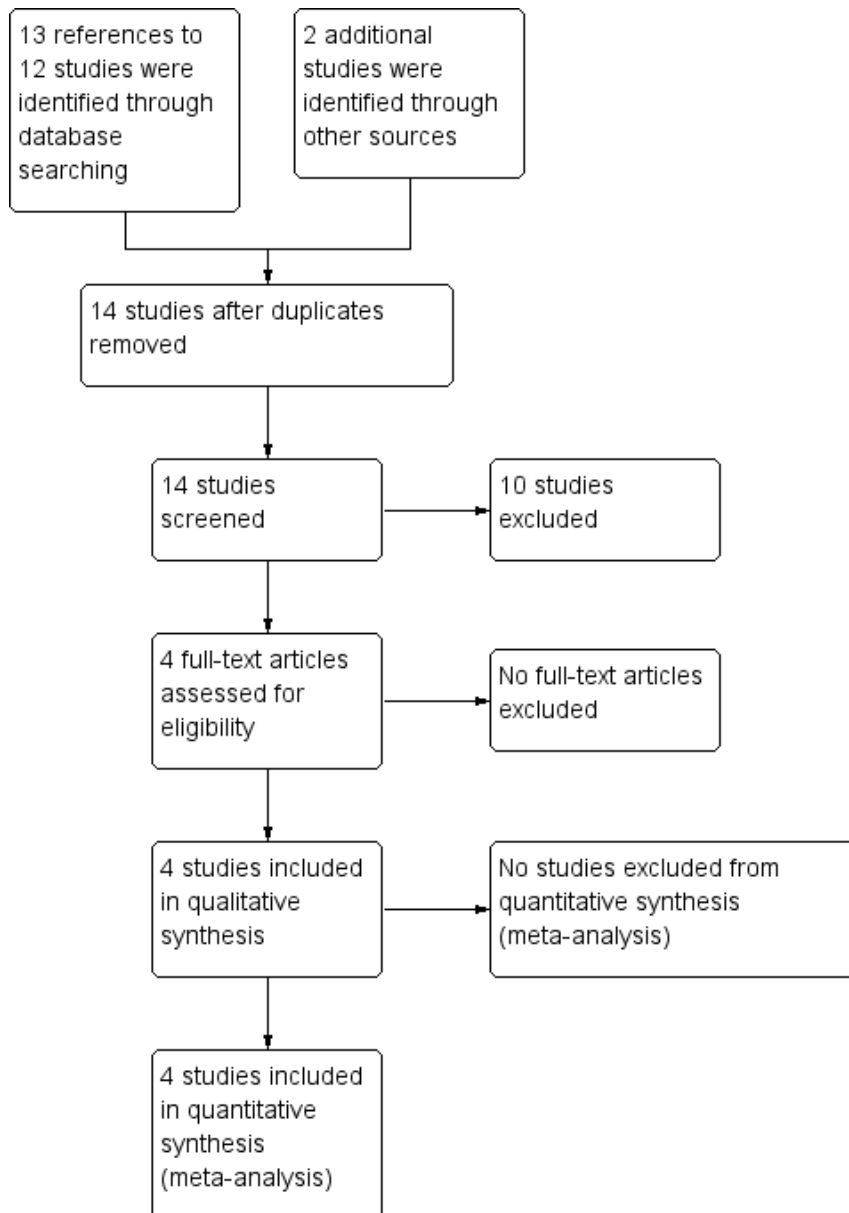 13 references to
12 studies were
identified through
database
searching
2 additional
studies were
identified through
other sources
14 studies after duplicates
removed
14 studies
screened
10 studies
excluded
4 full-text articles
assessed for
eligibility
No full-text articles
excluded
4 studies included
in qualitative
synthesis
No studies excluded from
quantitative synthesis
(meta-analysis)
4 studies included
in quantitative
synthesis
(meta-analysis)